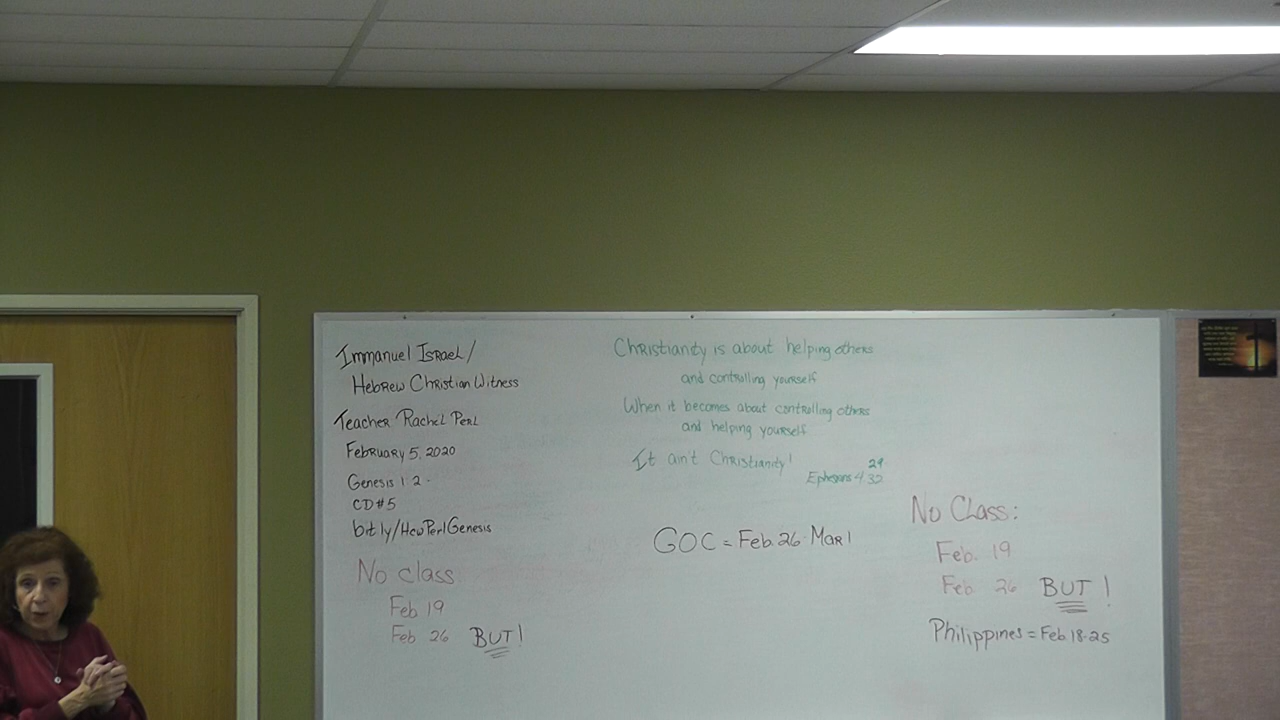 Immanuel Israel/
Hebrew Christian Witness
Teacher Rachel Perl
February 5, 2020
Genesis 1:2-
CD#5
bit.ly/HcwPerlGenesis
No class:
Feb 19
Feb 26 BUT!
Christianity is about helping others
and controlling yourself
When it becomes about controlling others
and helping yourself
It ain't Christianity!
29
Ephesians 4:32
GOC = Feb. 26-Mar 1
No Class:
Feb. 19
Feb 26 BUT!
Philippines = Feb 18-25